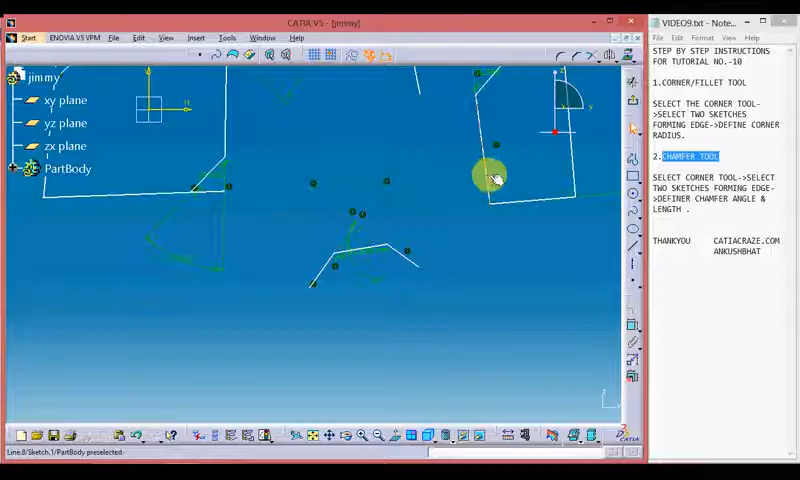 CATIA V5 - [jimmy]
Start
ENOVIA V5 VPM
File
Edit
View
Insert
Tools
Window
Help
jimmy
xy plane
yz plane
zx plane
PartBody
H
z
y
x
z
CATIA
Line.8/Sketch.1/PartBody preselected
VIDEO9.txt - Note...
File Edit Format View Help
STEP BY STEP INSTRUCTIONS
FOR TUTORIAL NO.-10
1.CORNER/FILLET TOOL
SELECT THE CORNER TOOL-
>SELECT TWO SKETCHES
FORMING EDGE->DEFINE CORNER
RADIUS.
2.CHAMFER TOOL
SELECT CORNER TOOL->SELECT
TWO SKETCHES FORMING EDGE-
>DEFINER CHAMFER ANGLE &
LENGTH .
THANKYOU CATIACRAZE.COM
ANKUSHBHAT